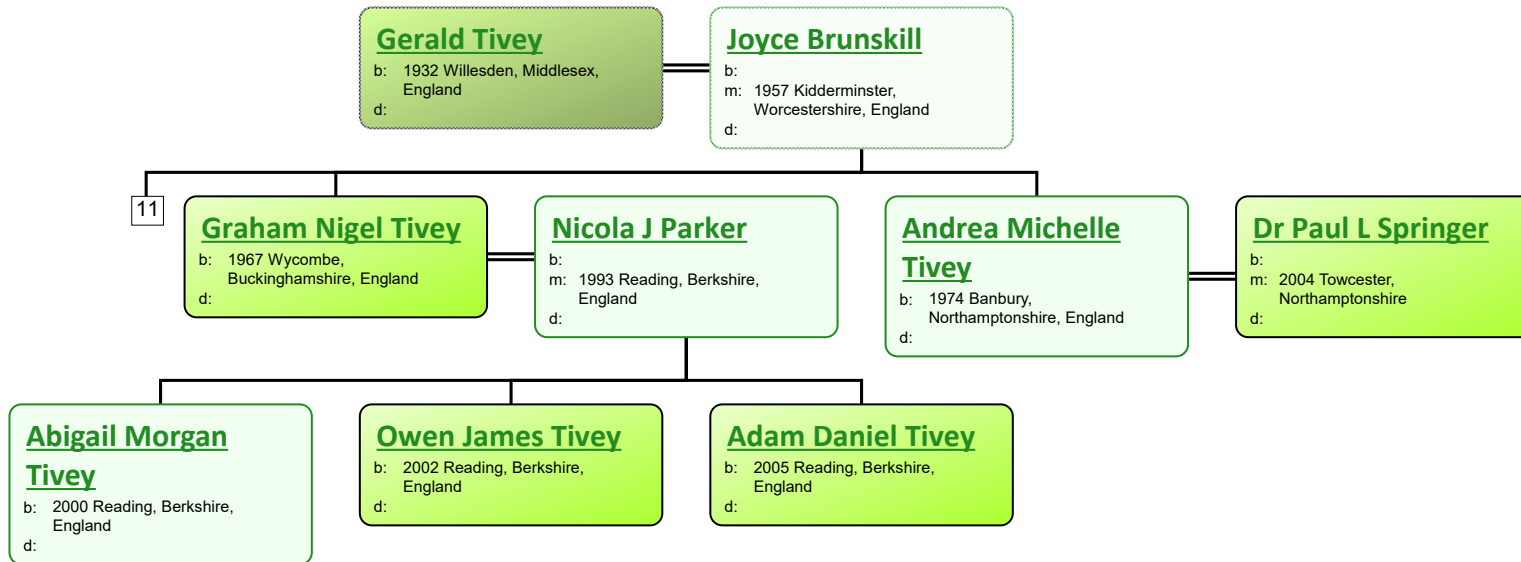 Gerald Tivey
b: 1932 Willesden, Middlesex,
England
d:
Joyce Brunskill
b:
m: 1957 Kidderminster,
Worcestershire, England
d:
11
Graham Nigel Tivey
b: 1967 Wycombe,
Buckinghamshire, England
d:
Nicola J Parker
b:
m: 1993 Reading, Berkshire,
England
d:
Andrea Michelle
Tivey
b: 1974 Banbury,
Northamptonshire, England
d:
Dr Paul L Springer
b:
m: 2004 Towcester,
Northamptonshire
d:
Abigail Morgan
Tivey
b: 2000 Reading, Berkshire,
England
d:
Owen James Tivey
b: 2002 Reading, Berkshire,
England
d:
Adam Daniel Tivey
b: 2005 Reading, Berkshire,
England
d: